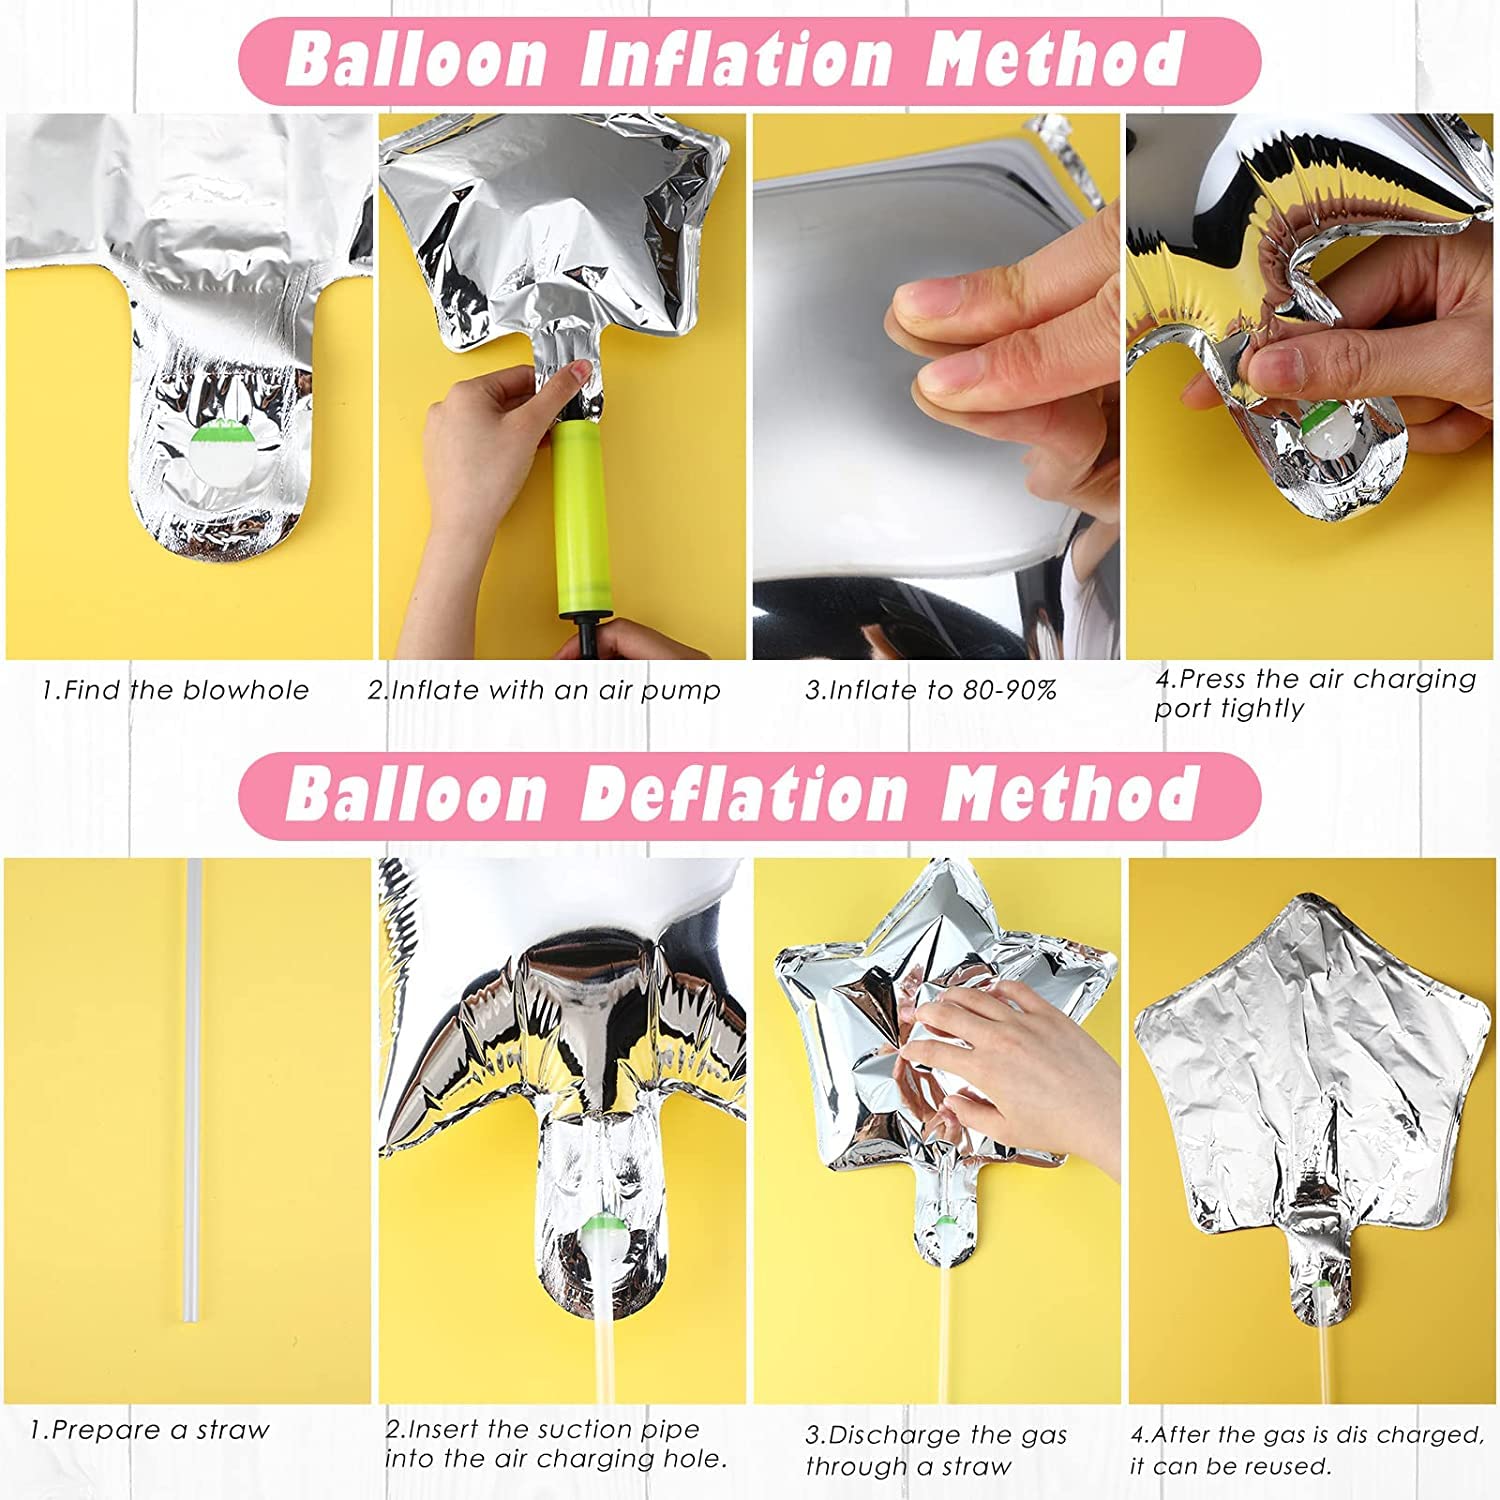 Balloon Inflation Method
1.Find the blowhole
2.Inflate with an air pump
3.Inflate to 80-90%
4.Press the air charging
port tightly
Balloon Deflation Method
1.Prepare a straw
2.Insert the suction pipe
into the air charging hole.
3.Discharge the gas
through a straw
4.After the gas is dis charged,
it can be reused.